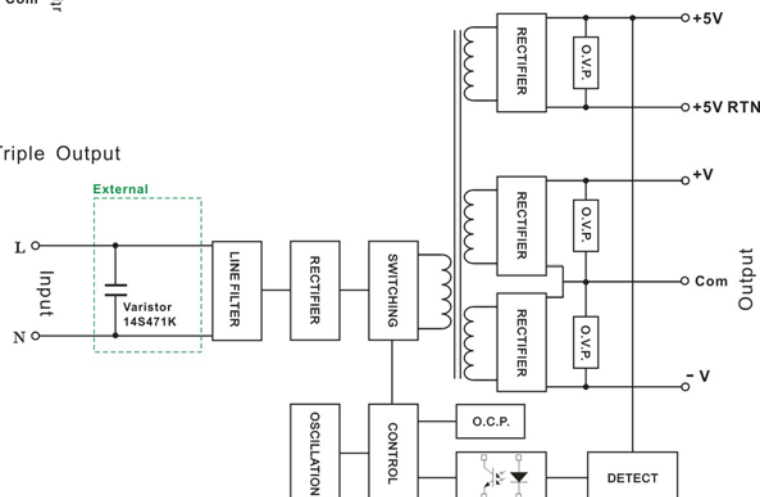 Com
+5V
RECTIFIER
O.V.P.
+5V RTN
Triple Output
External
+V
RECTIFIER
O.V.P.
L
Input
LINE FILTER
RECTIFIER
SWITCHING
Com
Output
Varistor
14S471K
N
RECTIFIER
O.V.P.
- V
OSCILLATION
CONTROL
O.C.P.
DETECT